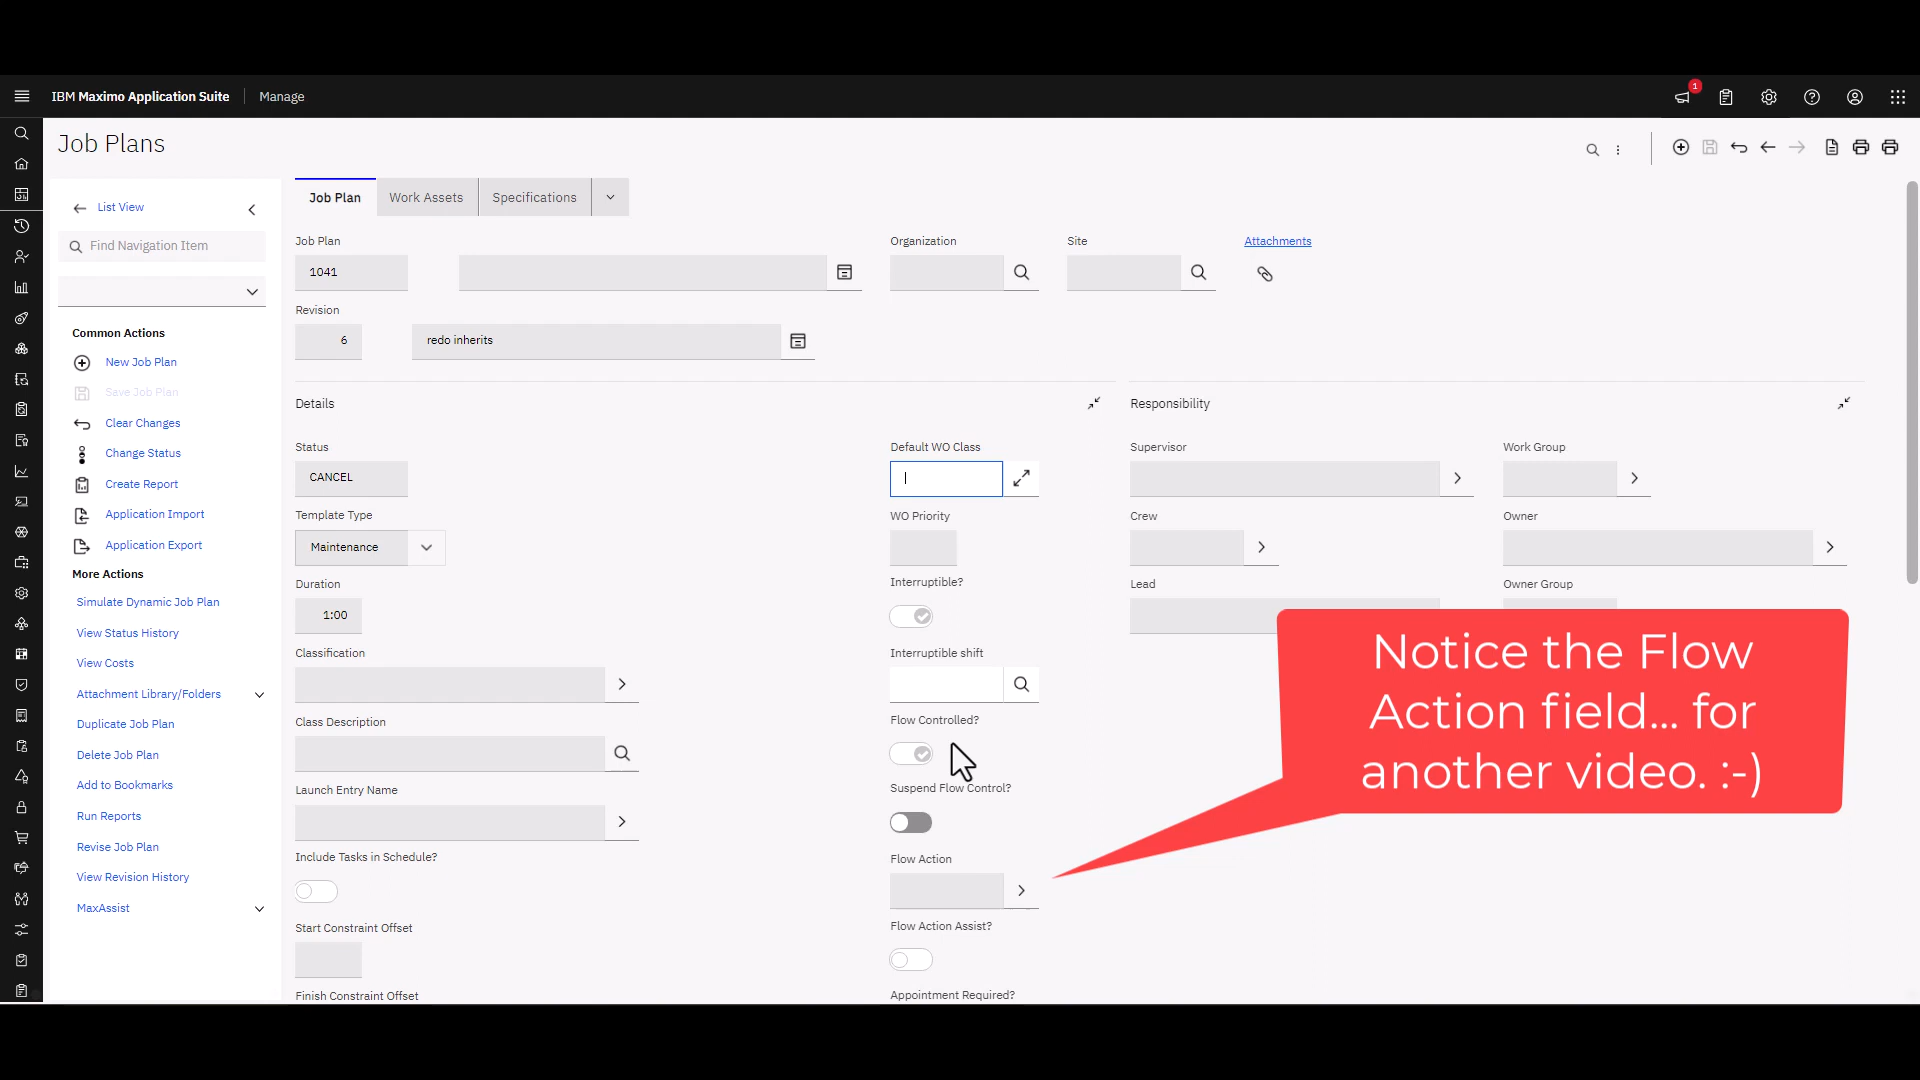 IBM Maximo Application Suite
Manage
1
Job Plans
List View
Find Navigation Item
Common Actions
New Job Plan
Save Job Plan
Clear Changes
Change Status
Create Report
Application Import
Application Export
More Actions
Simulate Dynamic Job Plan
View Status History
View Costs
Attachment Library/Folders
Duplicate Job Plan
Delete Job Plan
Add to Bookmarks
Run Reports
Revise Job Plan
View Revision History
MaxAssist
Job Plan
Work Assets
Specifications
Job Plan
Organization
Site
Attachments
1041
Revision
6
redo inherits
Details
Status
CANCEL
Template Type
Maintenance
Duration
1:00
Classification
Class Description
Launch Entry Name
Include Tasks in Schedule?
Start Constraint Offset
Finish Constraint Offset
Default WO Class
WO Priority
Interruptible?
Interruptible shift
Flow Controlled?
Suspend Flow Control?
Flow Action
Flow Action Assist?
Appointment Required?
Responsibility
Supervisor
Work Group
Crew
Owner
Lead
Owner Group
Notice the Flow
Action field... for
another video. :-)